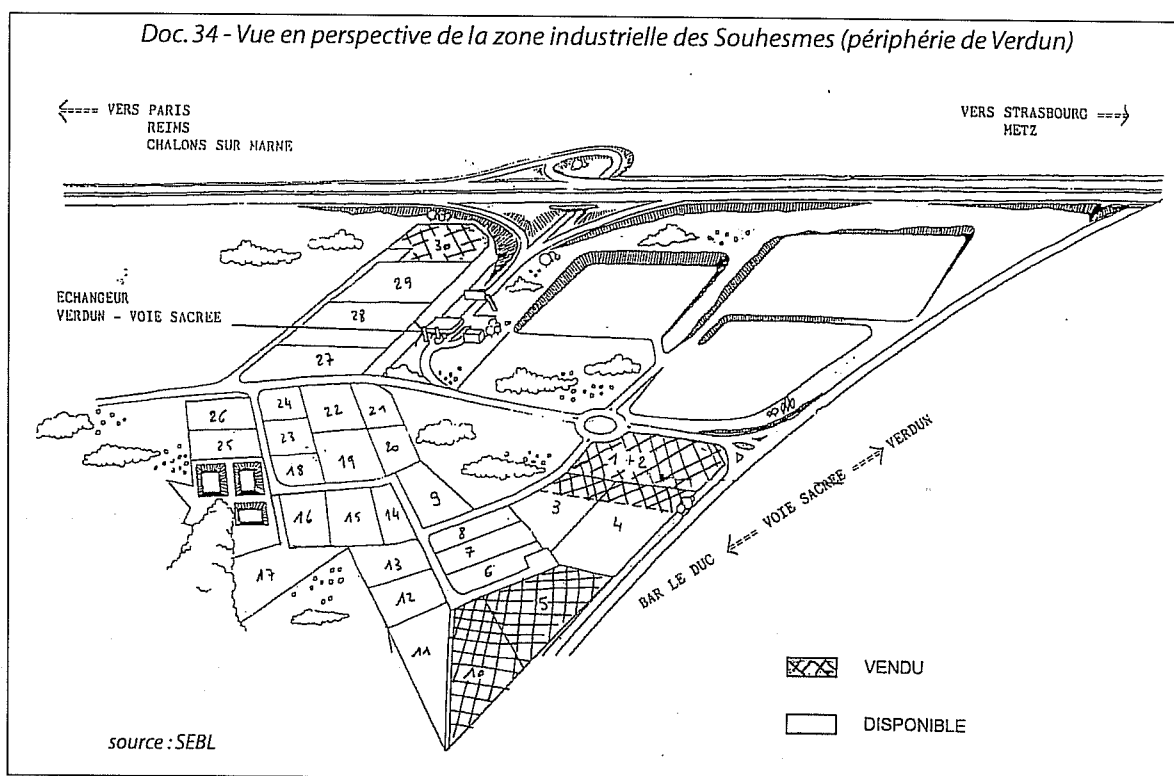 Doc. 34 - Vue en perspective de la zone industrielle des Souhesmes (périphérie de Verdun)
<==== VERS PARIS
REIMS
CHALONS SUR MARNE
VERS STRASBOURG ====>
METZ
30
29
ECHANGEUR
VERDUN - VOIE SACREE
28
27
26
24
22
21
25
23
20
18
19
1+2
9
3
4
16
15
14
8
7
6
13
17
12
5
11
10
BAR LE DUC <==== VOIE SACREE ====> VERDUN
VENDU
DISPONIBLE
source : SEBL